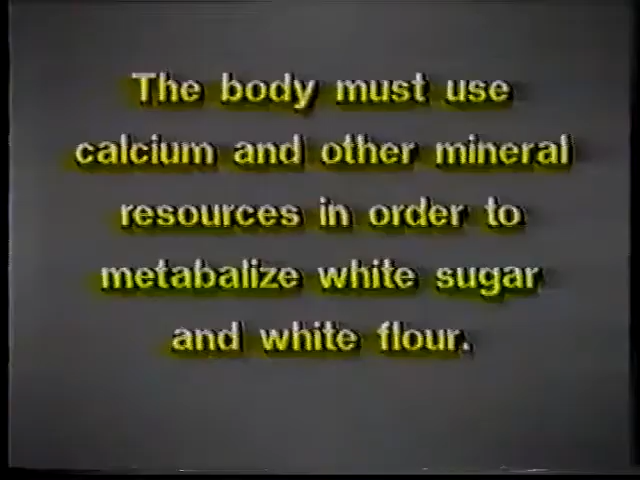 The body must use
calcium and other mineral
resources in order to
metabalize white sugar
and white flour.